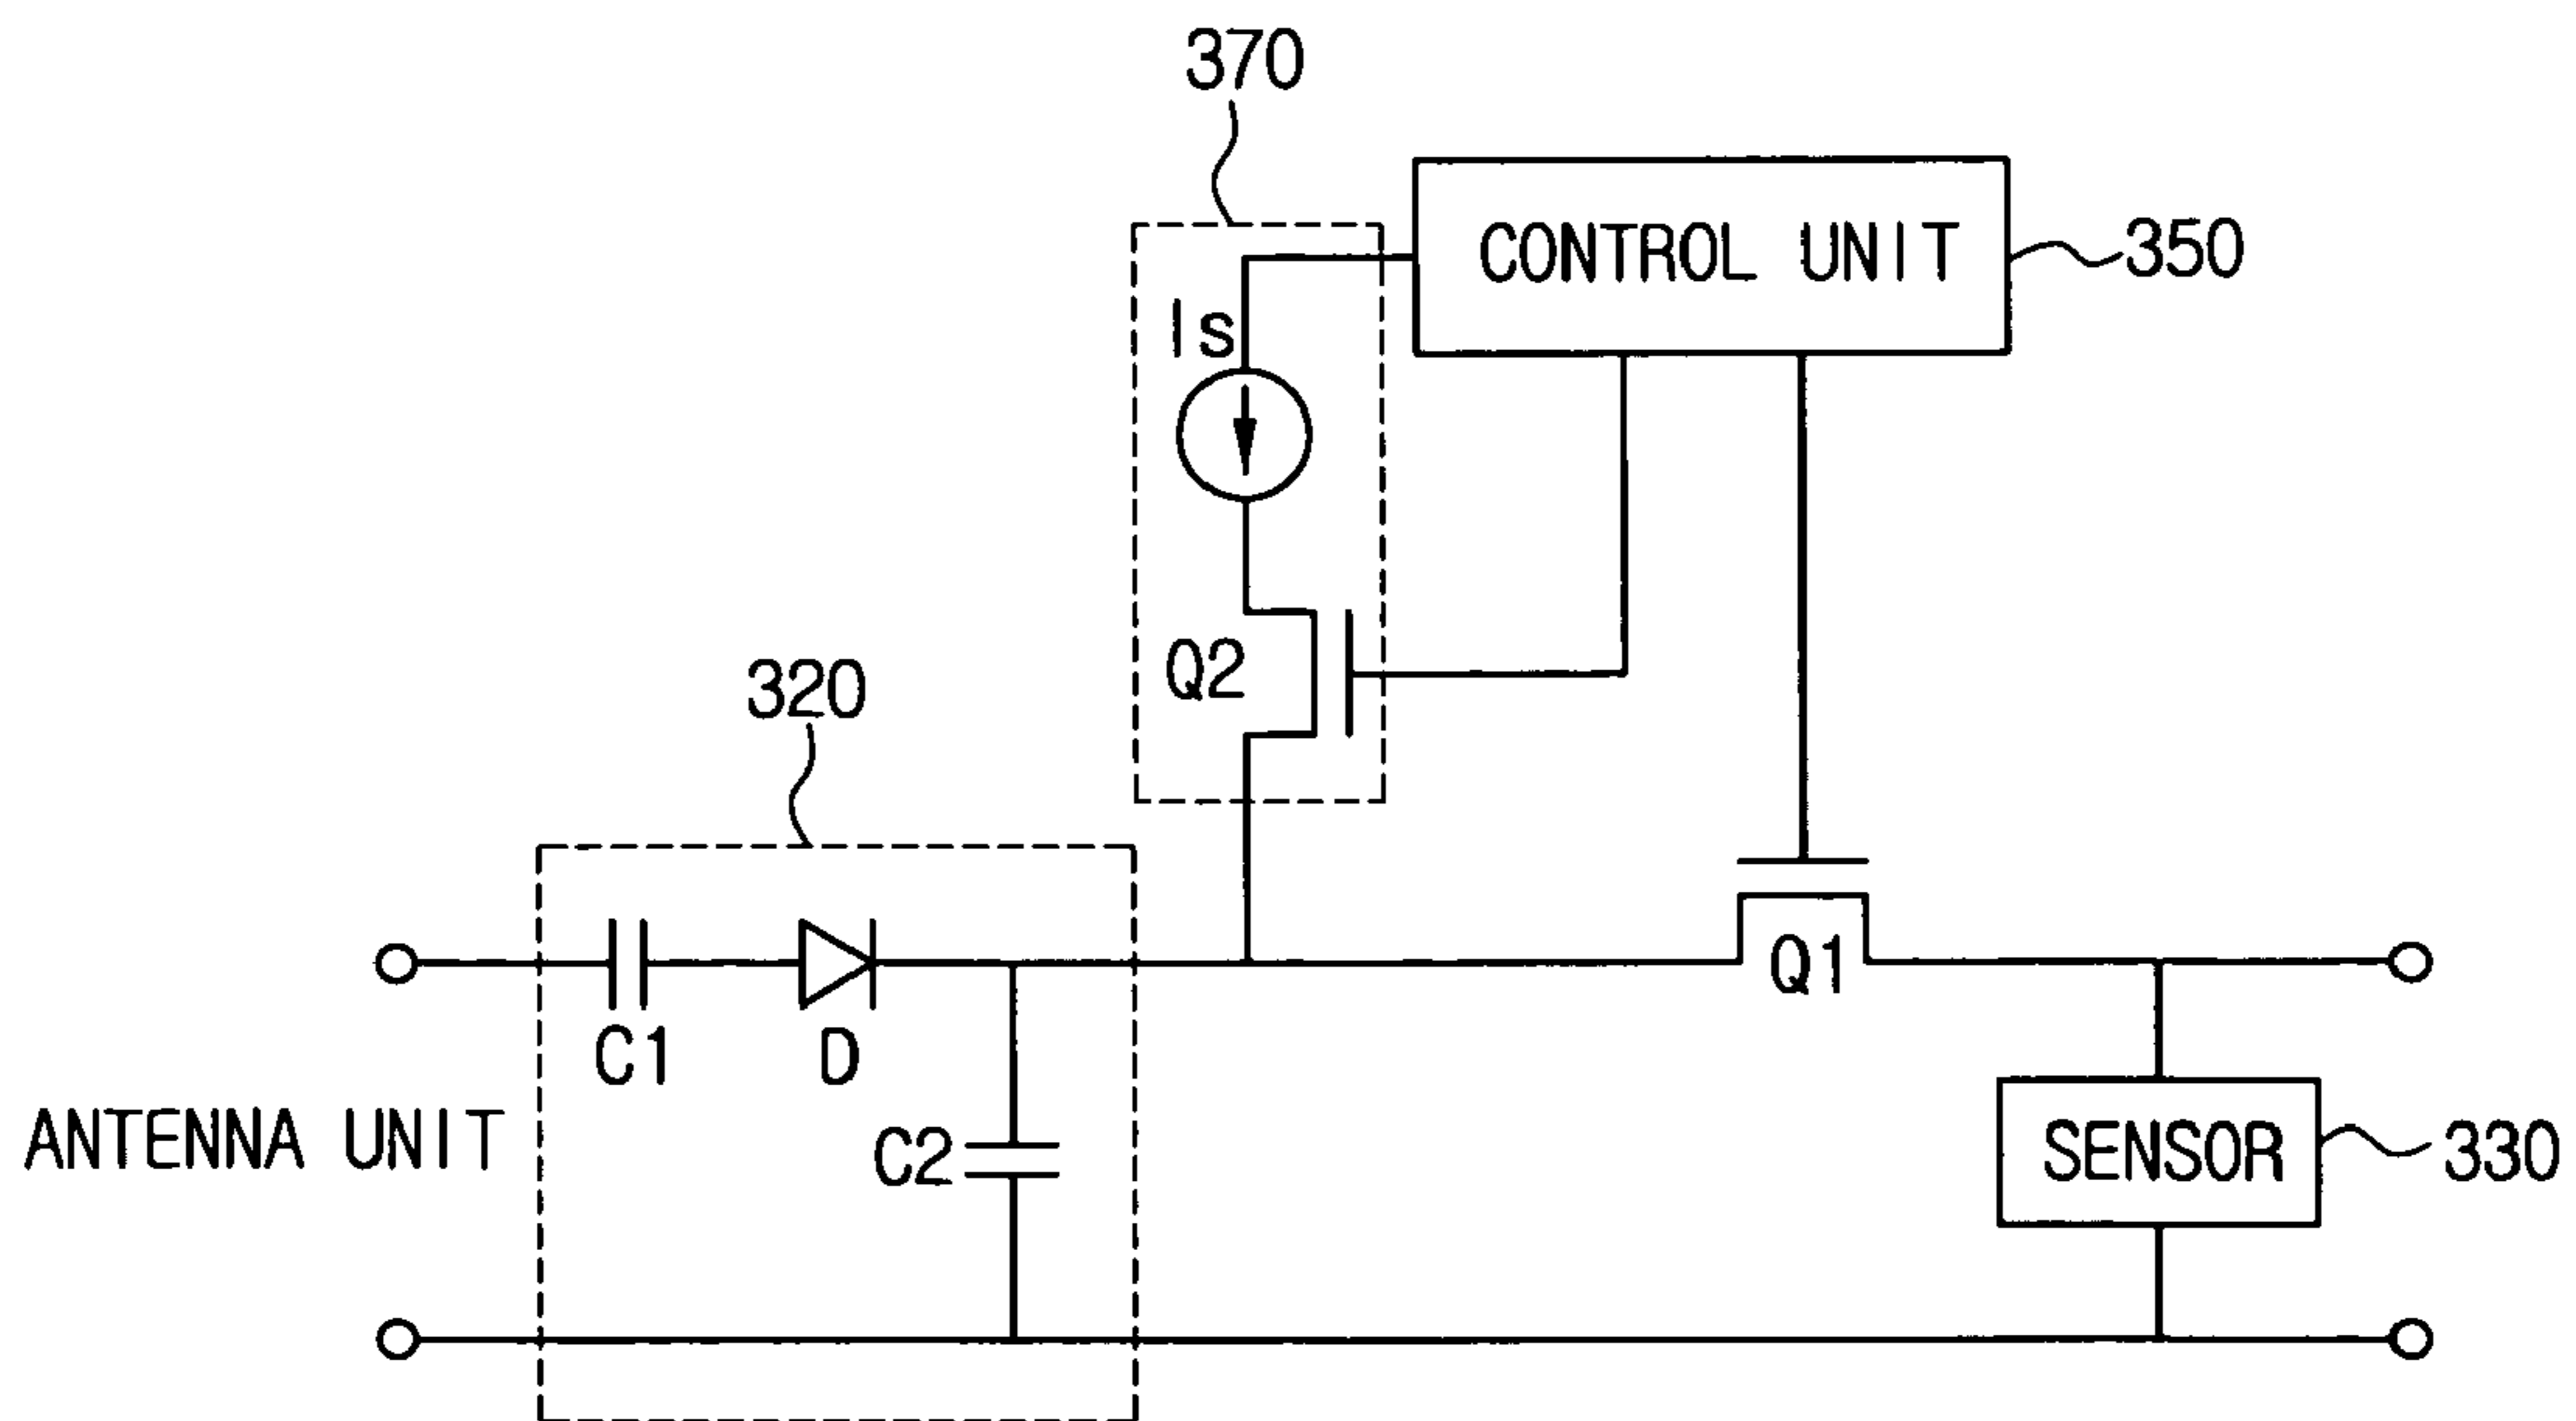 370
CONTROL UNIT
350
Is
Q2
320
Q1
C1
D
ANTENNA UNIT
C2
SENSOR
330